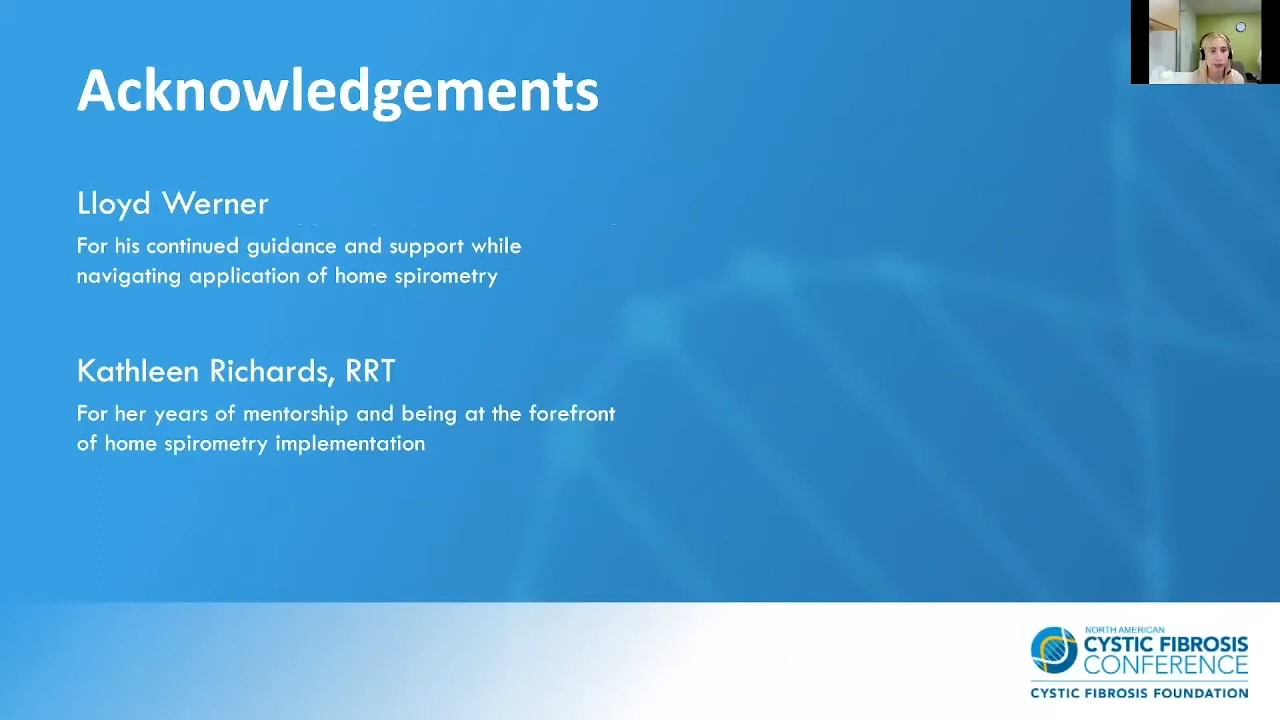 Acknowledgements
Lloyd Werner
For his continued guidance and support while
navigating application of home spirometry
Kathleen Richards, RRT
For her years of mentorship and being at the forefront
of home spirometry implementation
NORTH AMERICAN
CYSTIC FIBROSIS
CONFERENCE
CYSTIC FIBROSIS FOUNDATION